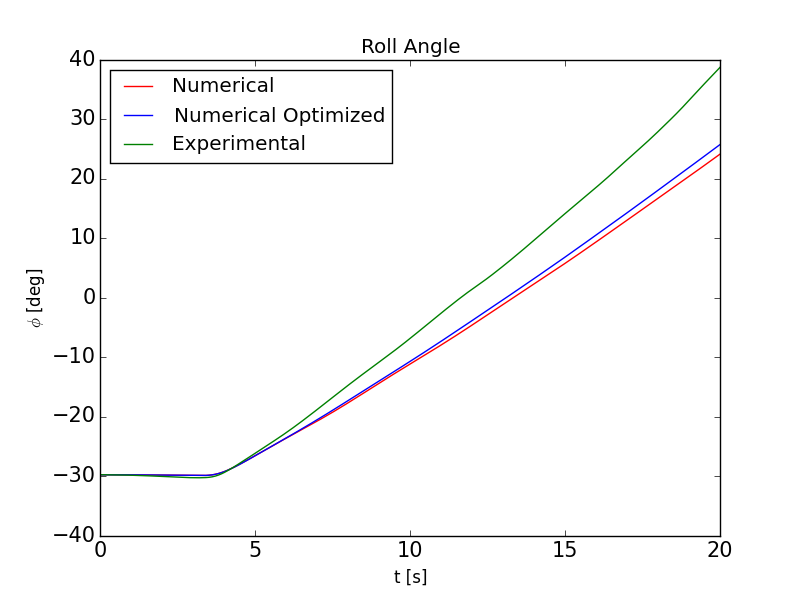 Roll Angle
40
30
20
10
0
−10
−20
−30
−40
Numerical
Numerical Optimized
Experimental
ϕ [deg]
0 5 10 15 20
t [s]